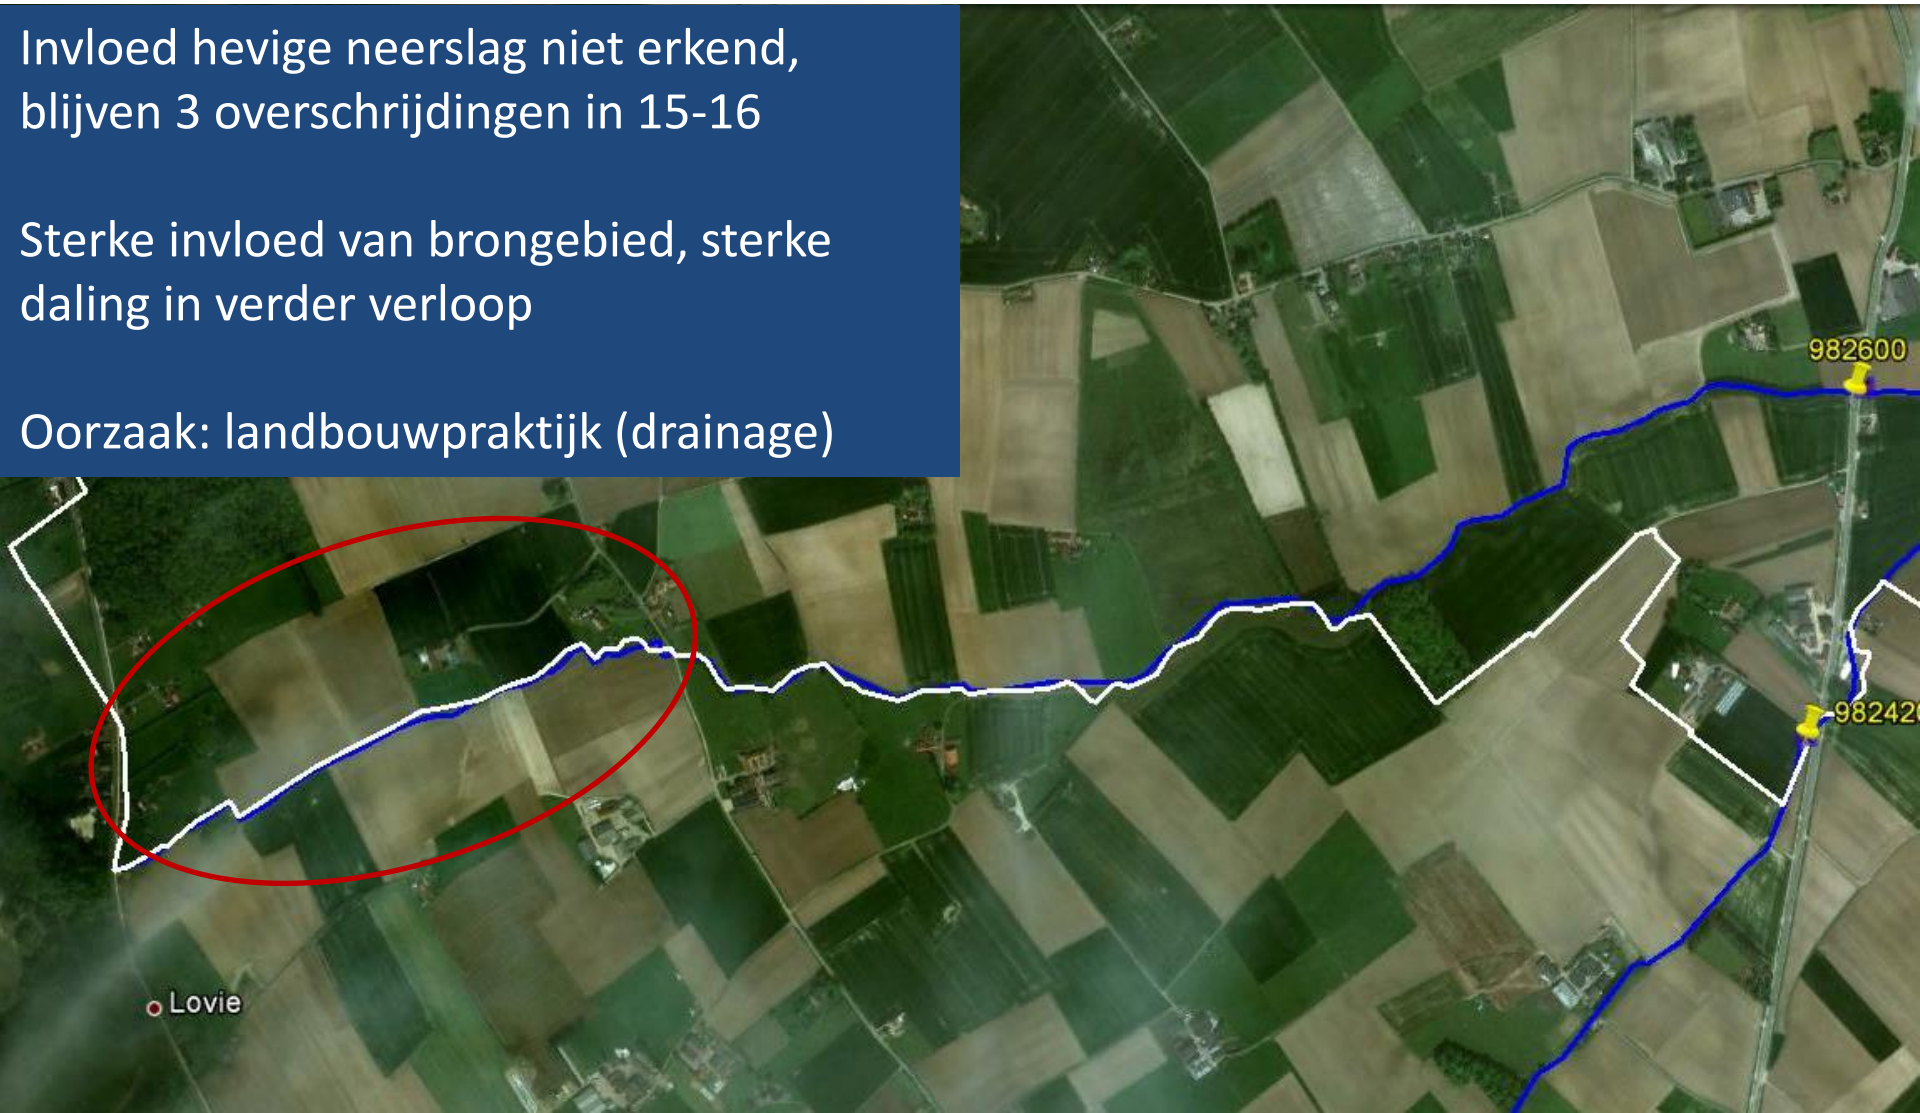 Invloed hevige neerslag niet erkend,
blijven 3 overschrijdingen in 15-16
Sterke invloed van brongebied, sterke
daling in verder verloop
Oorzaak: landbouwpraktijk (drainage)
982600
982420
Lovie